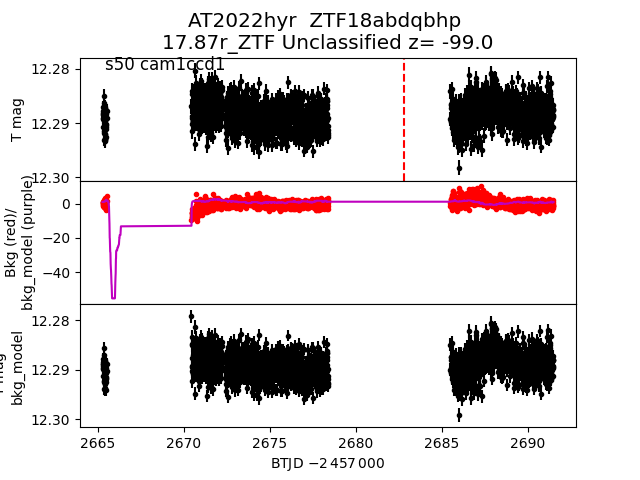 AT2022hyr  ZTF18abdqbhp
17.87r_ZTF Unclassified z= -99.0
s50 cam1ccd1
T mag
12.28
12.29
12.30
Bkg (red)/
bkg_model (purple)
0
−20
−40
bkg_model
12.28
12.29
12.30
2665 2670 2675 2680 2685 2690
BTJD −2 457 000